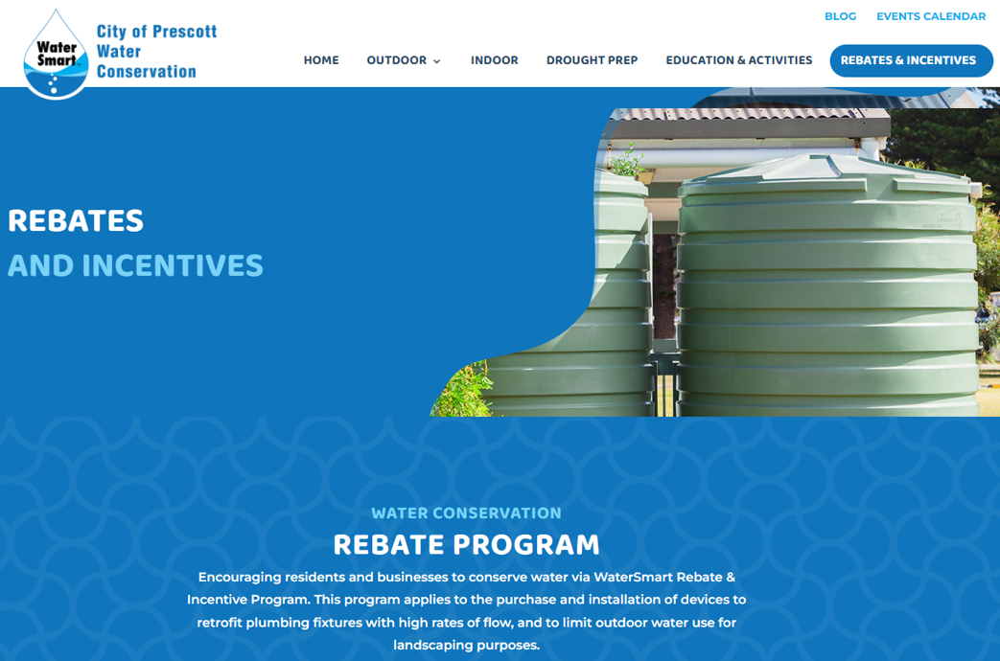 BLOG
EVENTS CALENDAR
Water
Smart
City of Prescott
Water
Conservation
HOME
OUTDOOR
INDOOR
DROUGHT PREP
EDUCATION & ACTIVITIES
REBATES & INCENTIVES
REBATES
AND INCENTIVES
WATER CONSERVATION
REBATE PROGRAM
Encouraging residents and businesses to conserve water via WaterSmart Rebate &
Incentive Program. This program applies to the purchase and installation of devices to
retrofit plumbing fixtures with high rates of flow, and to limit outdoor water use for
landscaping purposes.